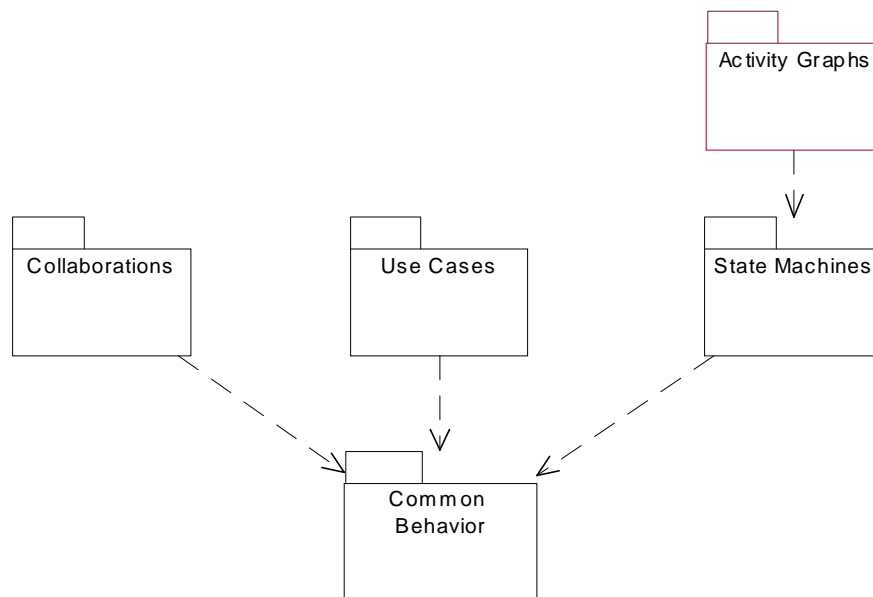 Activity Graphs
Collaborations
Use Cases
State Machines
Common
Behavior